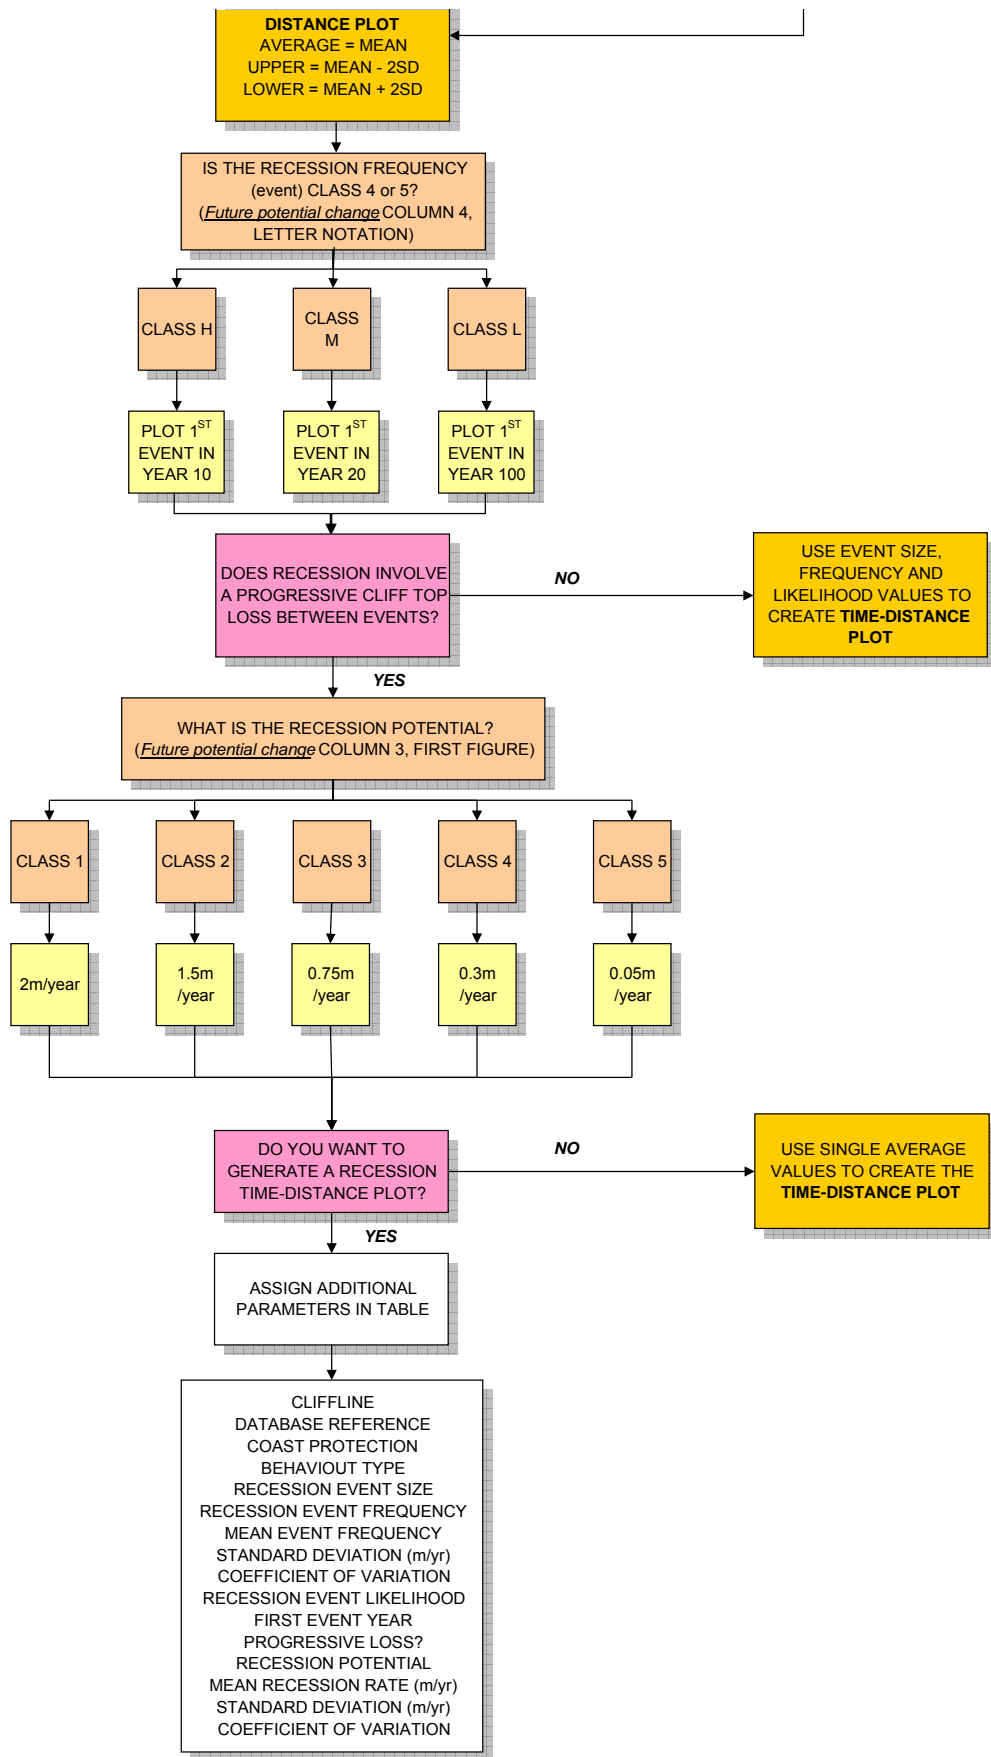 DISTANCE PLOT
AVERAGE = MEAN
UPPER = MEAN - 2SD
LOWER = MEAN + 2SD
IS THE RECESSION FREQUENCY
(event) CLASS 4 or 5?
(Future potential change COLUMN 4,
LETTER NOTATION)
CLASS H
CLASS
M
CLASS L
PLOT 1ST
EVENT IN
YEAR 10
PLOT 1ST
EVENT IN
YEAR 20
PLOT 1ST
EVENT IN
YEAR 100
DOES RECESSION INVOLVE
A PROGRESSIVE CLIFF TOP
LOSS BETWEEN EVENTS?
NO
USE EVENT SIZE,
FREQUENCY AND
LIKELIHOOD VALUES TO
CREATE TIME-DISTANCE
PLOT
YES
WHAT IS THE RECESSION POTENTIAL?
(Future potential change COLUMN 3, FIRST FIGURE)
CLASS 1
CLASS 2
CLASS 3
CLASS 4
CLASS 5
2m/year
1.5m
/year
0.75m
/year
0.3m
/year
0.05m
/year
DO YOU WANT TO
GENERATE A RECESSION
TIME-DISTANCE PLOT?
NO
USE SINGLE AVERAGE
VALUES TO CREATE THE
TIME-DISTANCE PLOT
YES
ASSIGN ADDITIONAL
PARAMETERS IN TABLE
CLIFFLINE
DATABASE REFERENCE
COAST PROTECTION
BEHAVIOUT TYPE
RECESSION EVENT SIZE
RECESSION EVENT FREQUENCY
MEAN EVENT FREQUENCY
STANDARD DEVIATION (m/yr)
COEFFICIENT OF VARIATION
RECESSION EVENT LIKELIHOOD
FIRST EVENT YEAR
PROGRESSIVE LOSS?
RECESSION POTENTIAL
MEAN RECESSION RATE (m/yr)
STANDARD DEVIATION (m/yr)
COEFFICIENT OF VARIATION